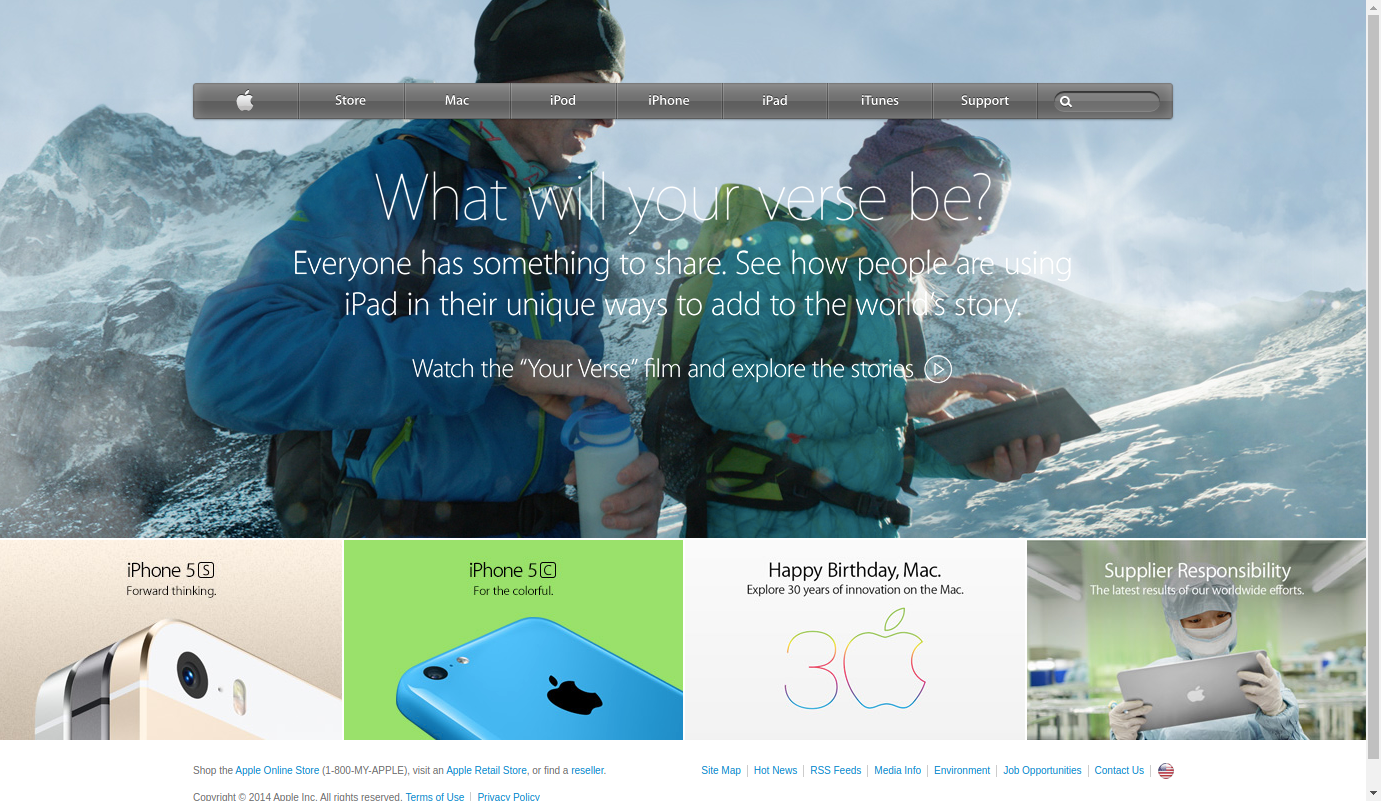 Store Mac iPod iPhone iPad iTunes Support
What will your verse be?
Everyone has something to share. See how people are using
iPad in their unique ways to add to the world's story.
Watch the “Your Verse” film and explore the stories
iPhone 5S
Forward thinking.
iPhone 5C
For the colorful.
Happy Birthday, Mac.
Explore 30 years of innovation on the Mac.
30
Supplier Responsibility
The latest results of our worldwide efforts.
Shop the Apple Online Store (1-800-MY-APPLE), visit an Apple Retail Store, or find a reseller.
Site Map Hot News RSS Feeds Media Info Environment Job Opportunities Contact Us
Copyright © 2014 Apple Inc. All rights reserved. Terms of Use Privacy Policy